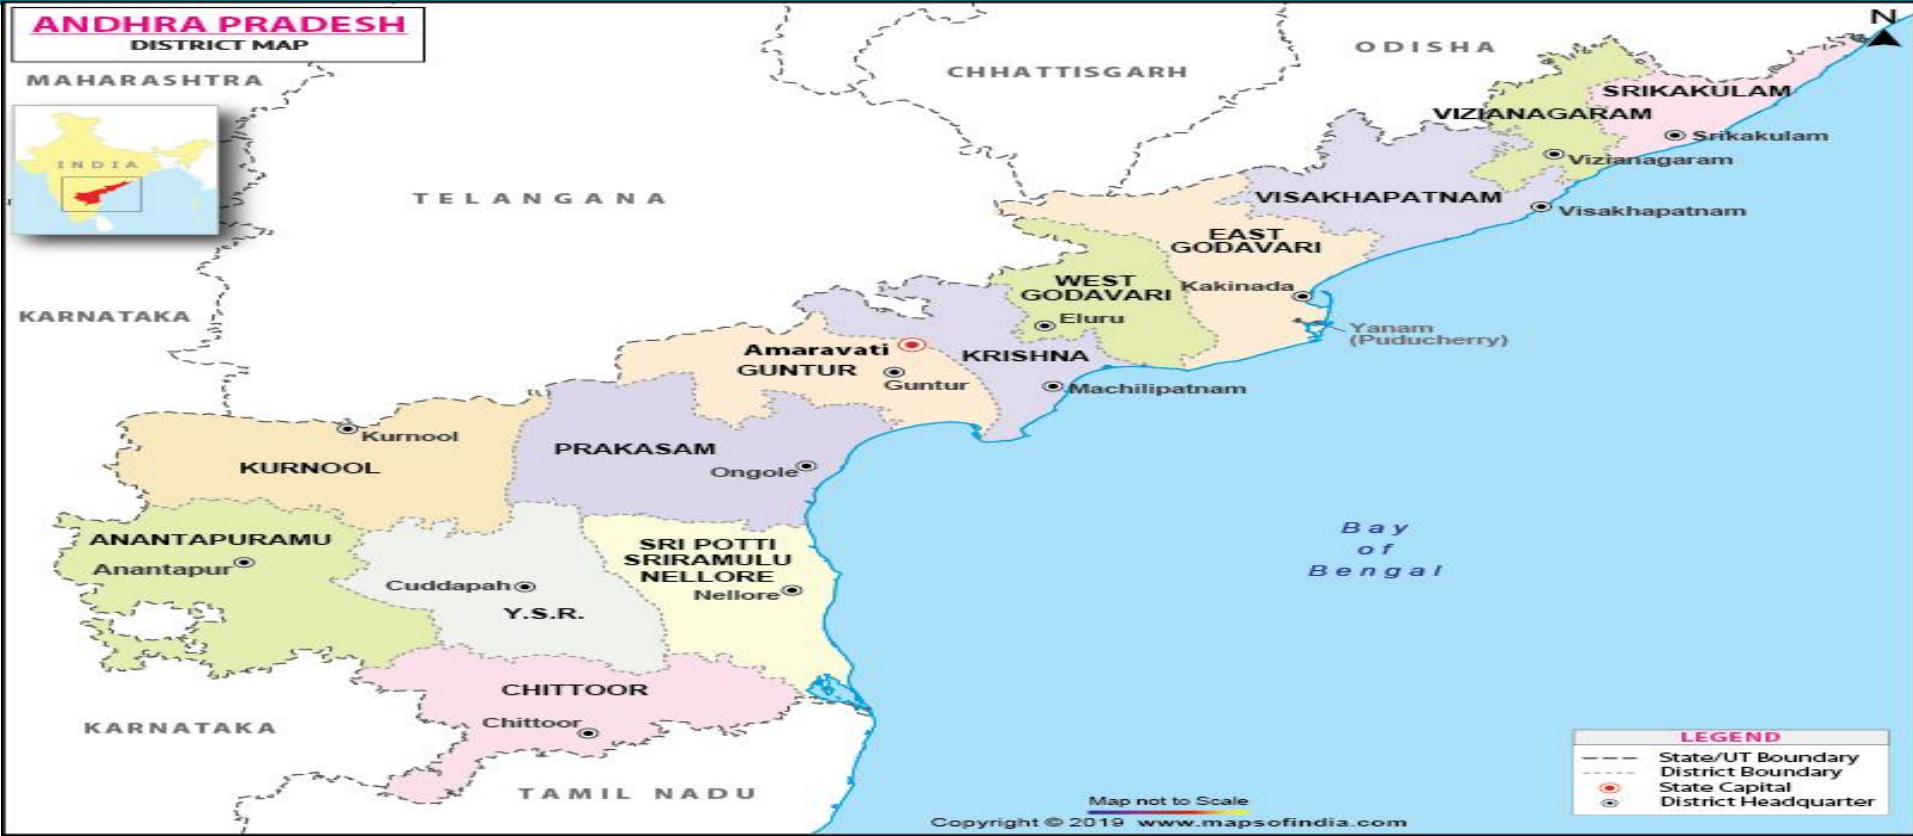 ANDHRA PRADESH
DISTRICT MAP
N
MAHARASHTRA
CHHATTISGARH
ODISHA
INDIA
TELANGANA
KARNATAKA
SRIKAKULAM
Srikakulam
VIZIANAGARAM
Vizianagaram
VISAKHAPATNAM
Visakhapatnam
EAST
GODAVARI
Kakinada
Yanam
(Puducherry)
WEST
GODAVARI
Eluru
KRISHNA
Machilipatnam
Amaravati
GUNTUR
Guntur
PRAKASAM
Ongole
Kurnool
KURNOOL
ANANTAPURAMU
Anantapur
Cuddapah
Y.S.R.
SRI POTTI
SRIRAMULU
NELLORE
Nellore
CHITTOOR
Chittoor
KARNATAKA
TAMIL NADU
Bay
of
Bengal
LEGEND
State/UT Boundary
District Boundary
State Capital
District Headquarter
Map not to Scale
Copyright © 2019 www.mapsofindia.com